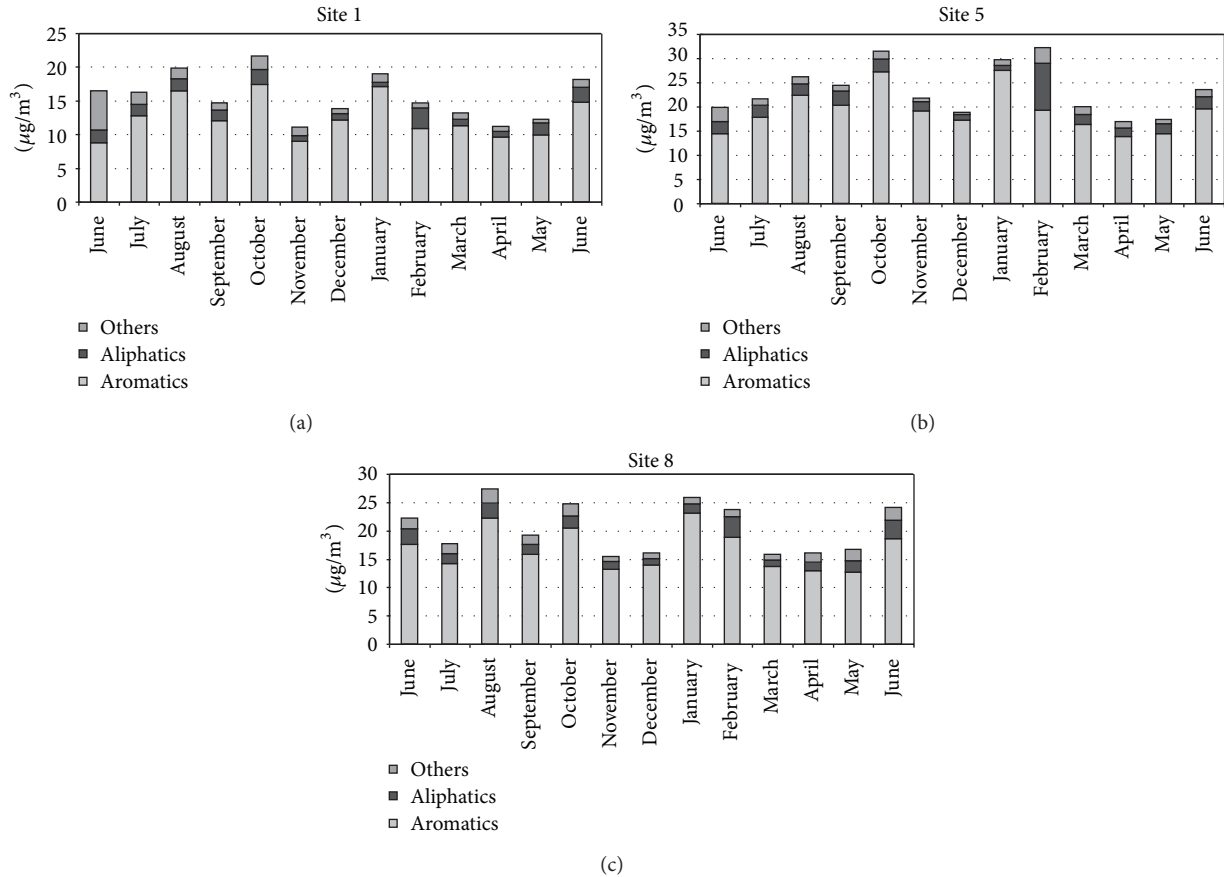 Site 1
25
20
15
10
5
0
(μg/m³)
June
July
August
September
October
November
December
January
February
March
April
May
June
Others
Aliphatics
Aromatics
(a)
Site 5
35
30
25
20
15
10
5
0
(μg/m³)
June
July
August
September
October
November
December
January
February
March
April
May
June
Others
Aliphatics
Aromatics
(b)
Site 8
30
25
20
15
10
5
0
(μg/m³)
June
July
August
September
October
November
December
January
February
March
April
May
June
Others
Aliphatics
Aromatics
(c)